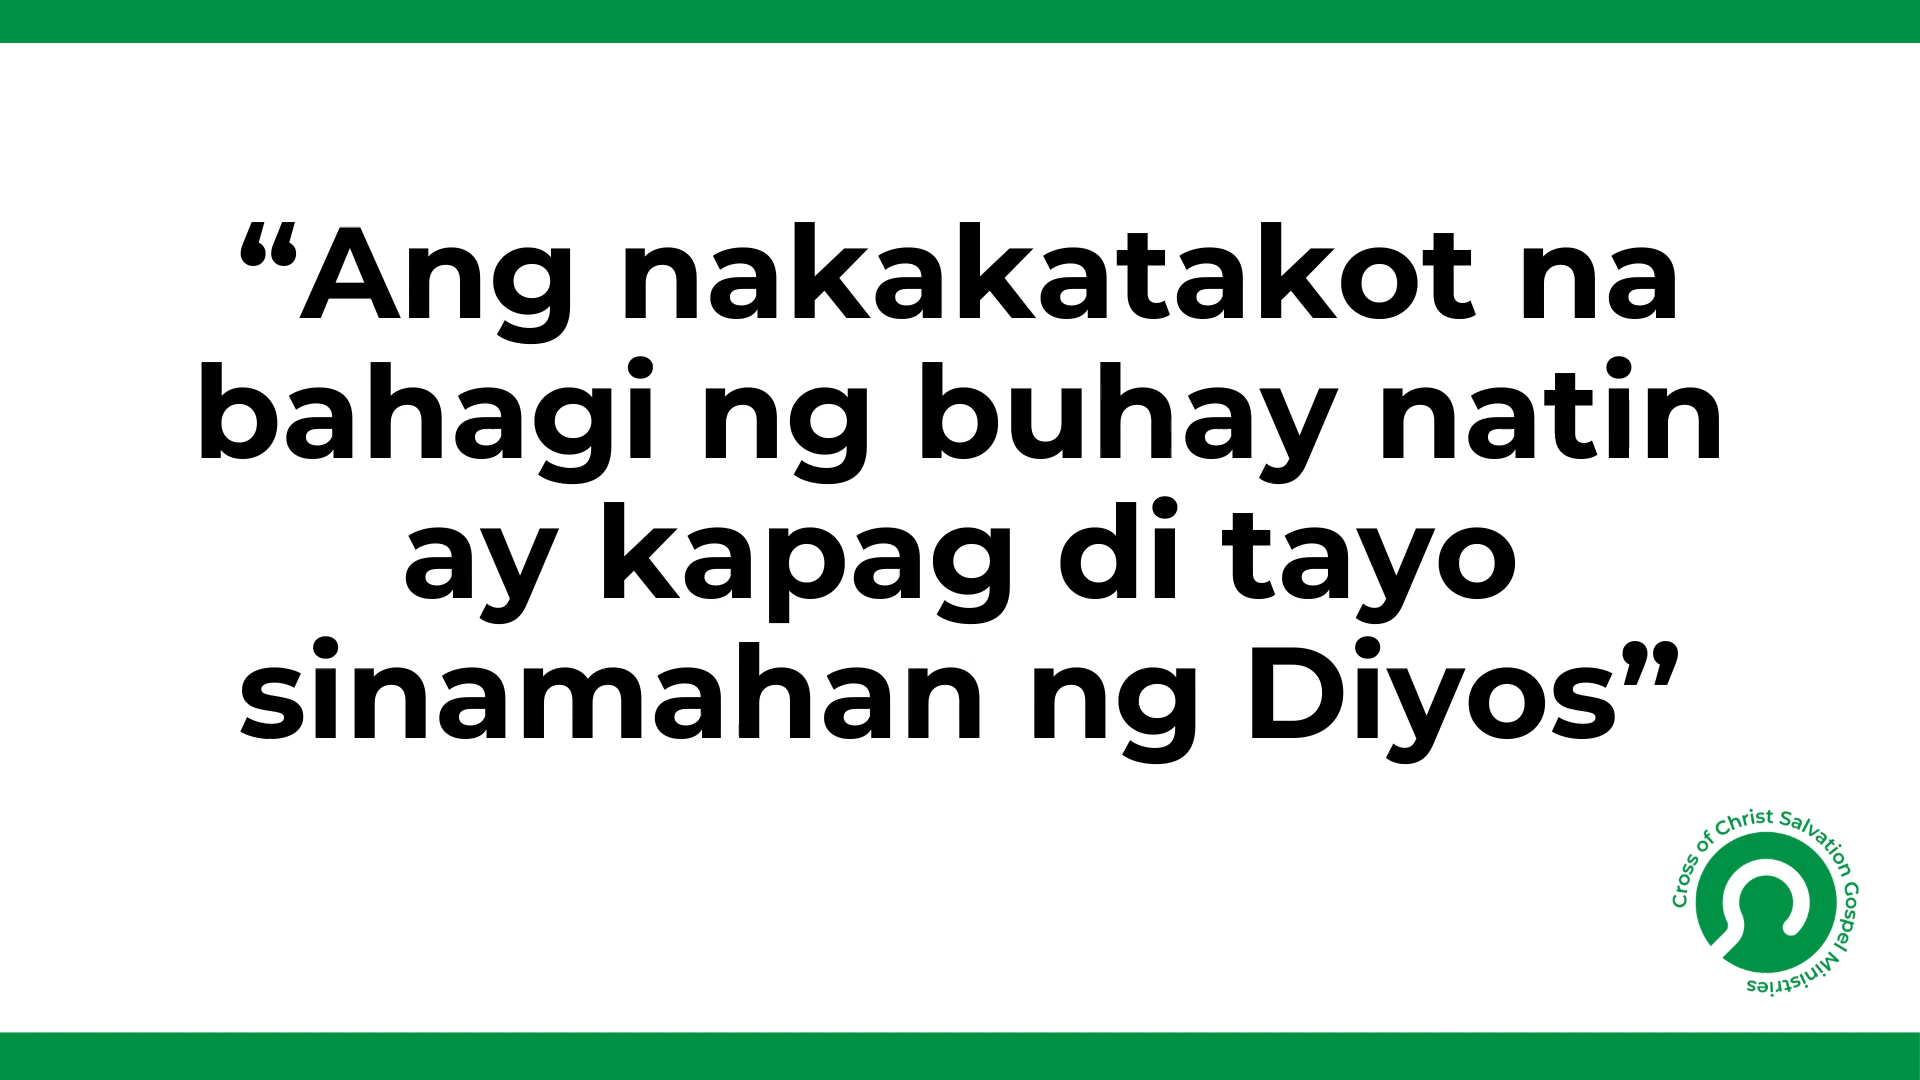 “Ang nakakatakot na
bahagi ng buhay natin
ay kapag di tayo
sinamahan ng Diyos”
Cross of Christ Salvation Gospel Ministries